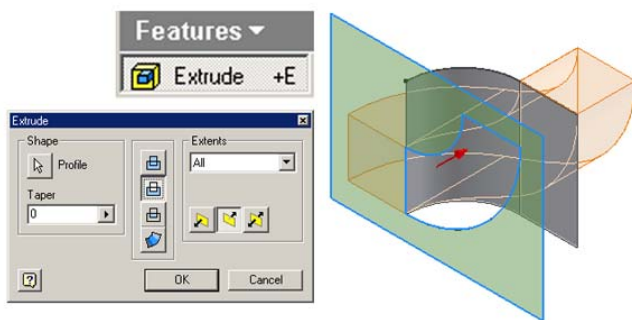 Features
Extrude +E
Extrude
Shape
Profile
Taper
0
Extents
All
OK
Cancel